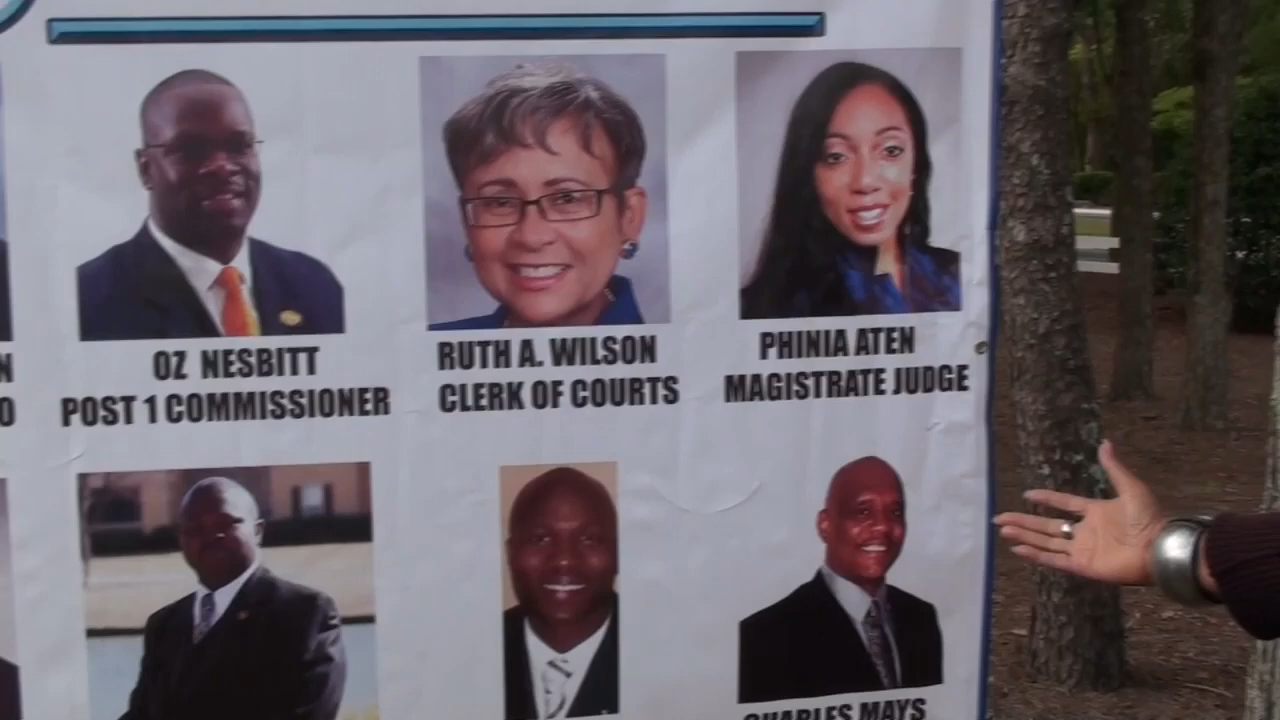 N
O
OZ NESBITT
POST 1 COMMISSIONER
RUTH A. WILSON
CLERK OF COURTS
PHINIA ATEN
MAGISTRATE JUDGE
CHARLES MAYS